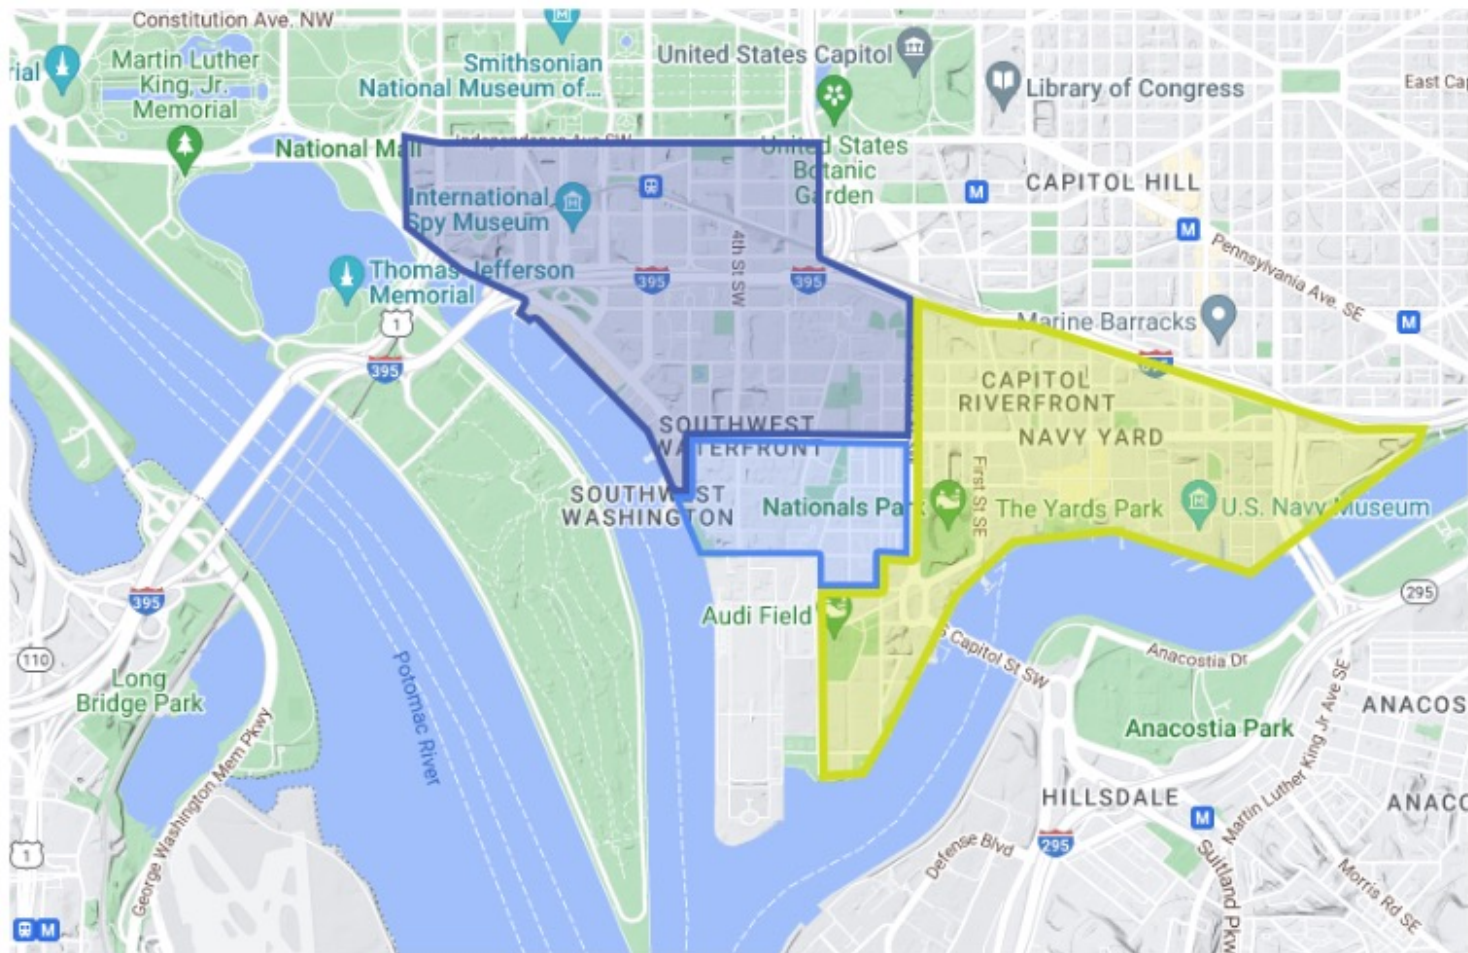 Constitution Ave. NW
Martin Luther
King, Jr.
Memorial
rial
Smithsonian
National Museum of...
United States Capitol
Library of Congress
East Cap
National Mall
Independence Ave SW
United States
Botanic
Garden
CAPITOL HILL
M
M
International
Spy Museum
4th St SW
Pennsylvania Ave. SE
Thomas Jefferson
Memorial
395
395
1
395
Marine Barracks
M
CAPITOL
RIVERFRONT
NAVY YARD
SOUTHWEST
WATERFRONT
SOUTHWEST
WASHINGTON
Nationals Park
First St SE
The Yards Park
U.S. Navy Museum
395
295
Audi Field
S Capitol St SW
Anacostia Dr
110
Long
Bridge Park
Potomac River
George Washington Mem Pkwy
Anacostia Park
ANACOS
Martin Luther King Jr Ave SE
HILLSDALE
M
ANACO
Defense Blvd
295
Suitland Pkw
Morris Rd SE
1
M